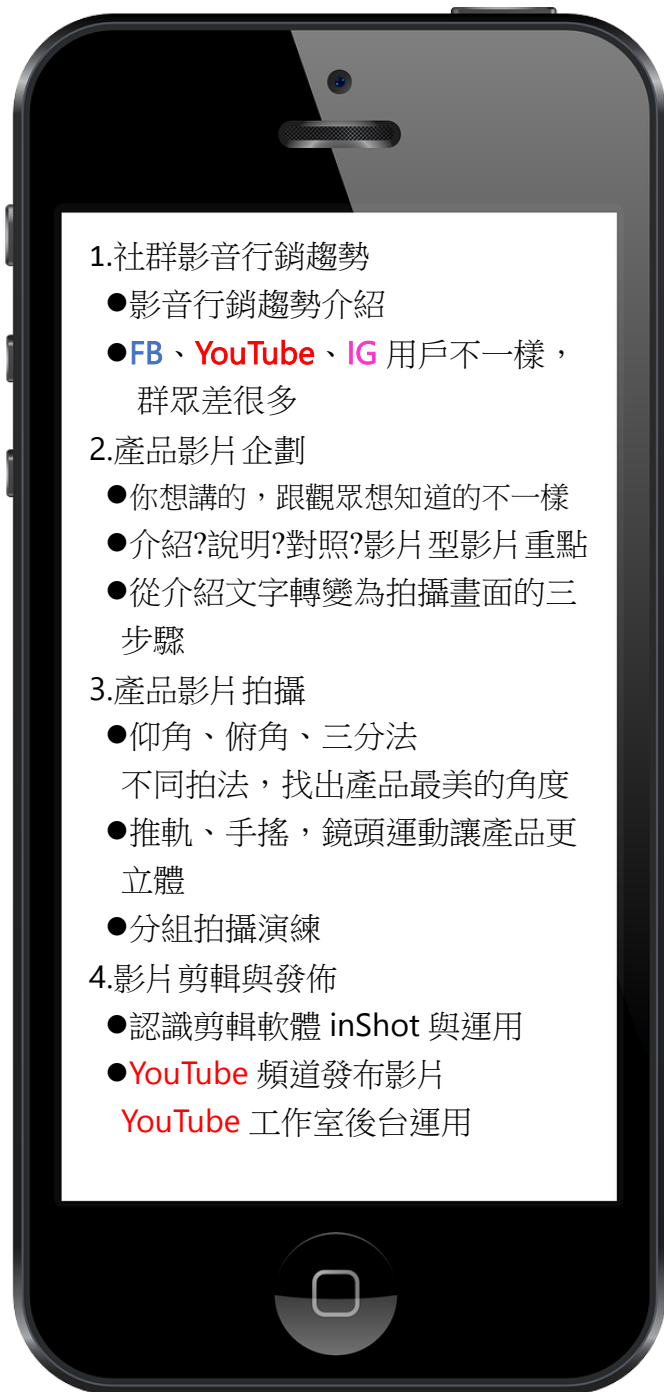 1.社群影音行銷趨勢
●影音行銷趨勢介紹
●FB、YouTube、IG 用戶不一樣，
群眾差很多
2.產品影片企劃
●你想講的，跟觀眾想知道的不一樣
●介紹?說明?對照?影片型影片重點
●從介紹文字轉變為拍攝畫面的三
步驟
3.產品影片拍攝
●仰角、俯角、三分法
不同拍法，找出產品最美的角度
●推軌、手搖，鏡頭運動讓產品更
立體
●分組拍攝演練
4.影片剪輯與發佈
●認識剪輯軟體 inShot 與運用
●YouTube 頻道發布影片
YouTube 工作室後台運用